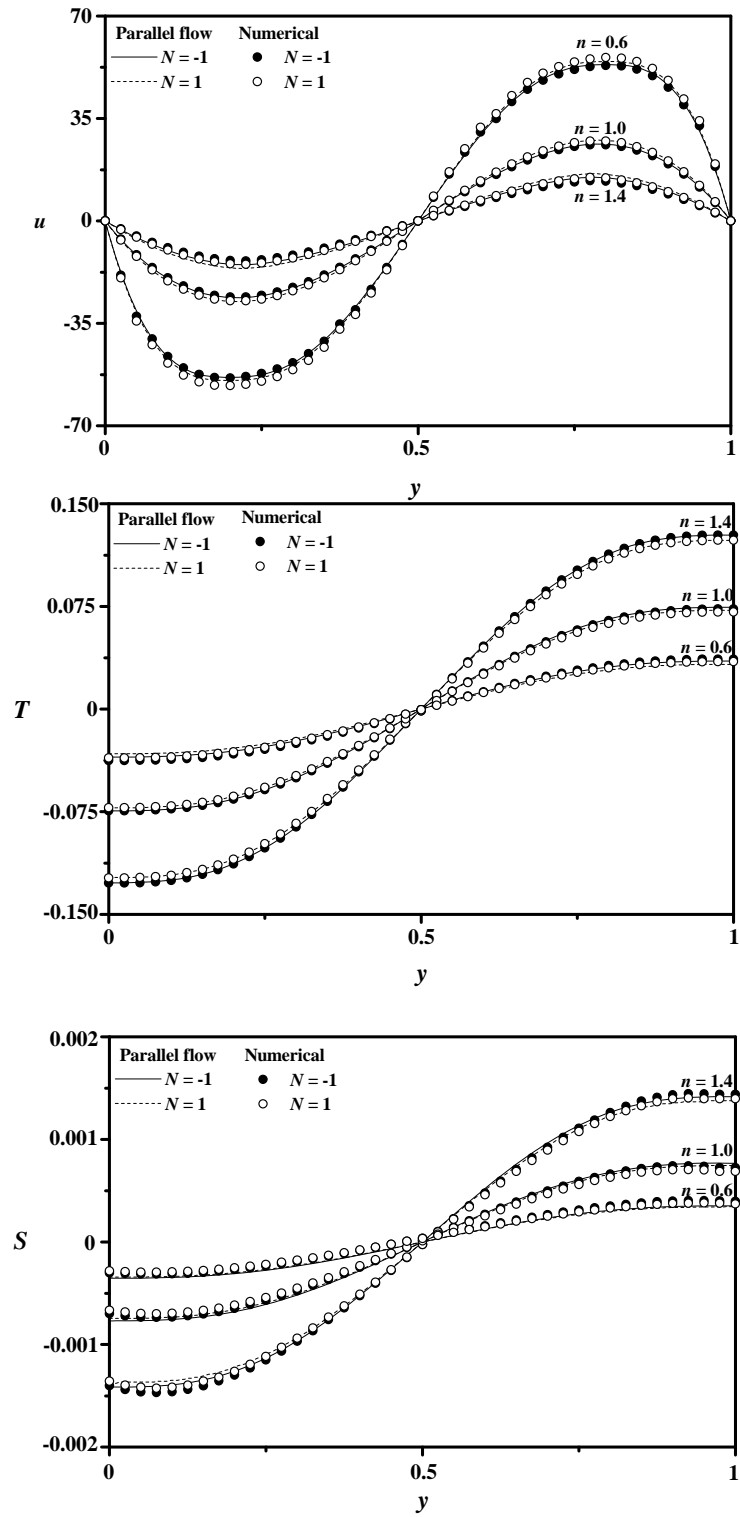 70
Parallel flow Numerical
N = -1 N = -1
N = 1 N = 1
n = 0.6
35
n = 1.0
n = 1.4
u
0
-35
-70
0 0.5 1
y
0.150
Parallel flow Numerical
N = -1 N = -1
N = 1 N = 1
n = 1.4
0.075
n = 1.0
n = 0.6
T
0
-0.075
-0.150
0 0.5 1
y
0.002
Parallel flow Numerical
N = -1 N = -1
N = 1 N = 1
n = 1.4
0.001
n = 1.0
n = 0.6
S
0
-0.001
-0.002
0 0.5 1
y